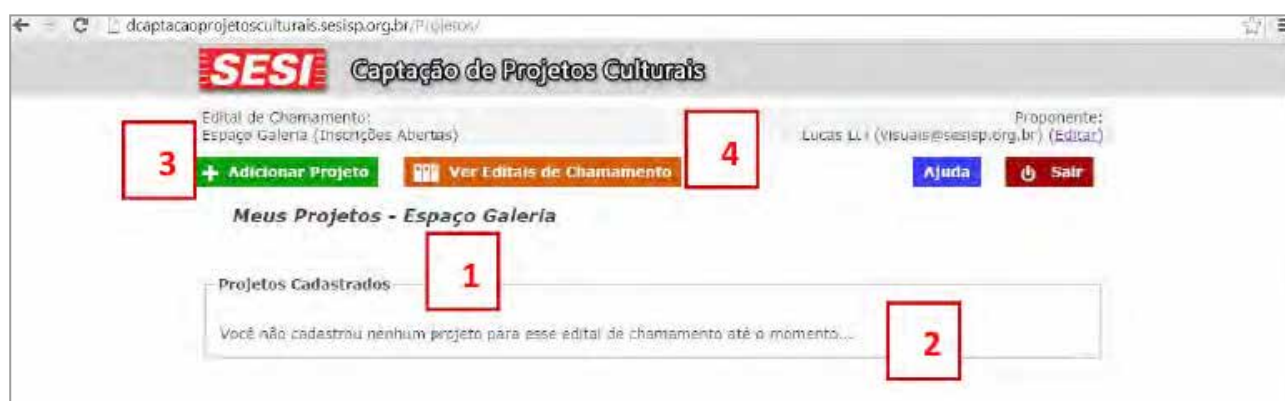 dcaptacaoprojetosculturais.sesisp.org.br/Projetos/
SESI Captação de Projetos Culturais
Edital de Chamamento:
Espaço Galeria (Inscrições Abertas)
Proponente:
Lucas (visuais@sesisp.org.br) (Editar)
3
4
+ Adicionar Projeto
Ver Editais de Chamamento
Ajuda
Sair
Meus Projetos - Espaço Galeria
1
Projetos Cadastrados
Você não cadastrou nenhum projeto para esse edital de chamamento até o momento...
2